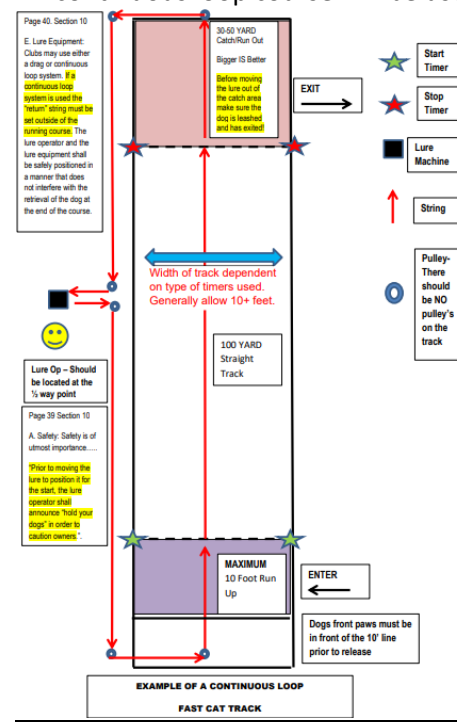 Page 40. Section 10
E. Lure Equipment:
Clubs may use either
a drag or continuous
loop system. If a
continuous loop
system is used the
"return" string must be
set outside of the
running course. The
lure operator and the
lure equipment shall
be safely positioned in
a manner that does
not interfere with the
retrieval of the dog at
the end of the course.
30-50 YARD
Catch/Run Out
Bigger IS Better
Before moving
the lure out of
the catch area
make sure the
dog is leashed
and has exited!
EXIT
Start
Timer
Stop
Timer
Lure
Machine
String
Pulley-
There
should
be NO
pulley's
on the
track
Width of track dependent
on type of timers used.
Generally allow 10+ feet.
100 YARD
Straight
Track
Lure Op – Should
be located at the
½ way point
Page 39 Section 10
A. Safety: Safety is of
utmost importance…..
"Prior to moving the
lure to position it for
the start, the lure
operator shall
announce "hold your
dogs" in order to
caution owners.".
MAXIMUM
10 Foot Run
Up
ENTER
Dogs front paws must be
in front of the 10' line
prior to release
EXAMPLE OF A CONTINUOUS LOOP
FAST CAT TRACK